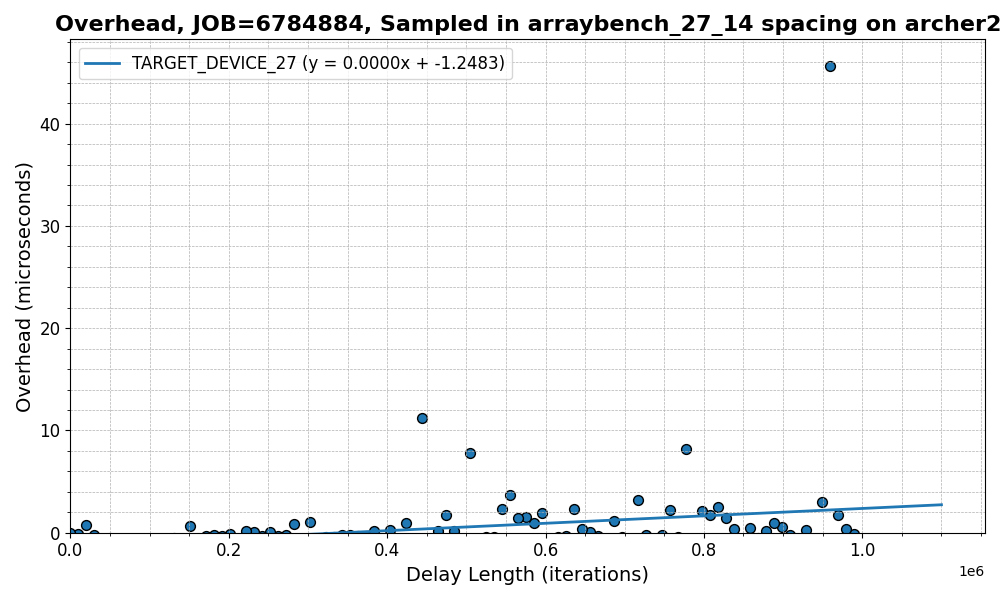 Overhead, JOB=6784884, Sampled in arraybench_27_14 spacing on archer2
TARGET_DEVICE_27 (y = 0.0000x + -1.2483)
Overhead (microseconds)
40
30
20
10
0
0.0 0.2 0.4 0.6 0.8 1.0
1e6
Delay Length (iterations)